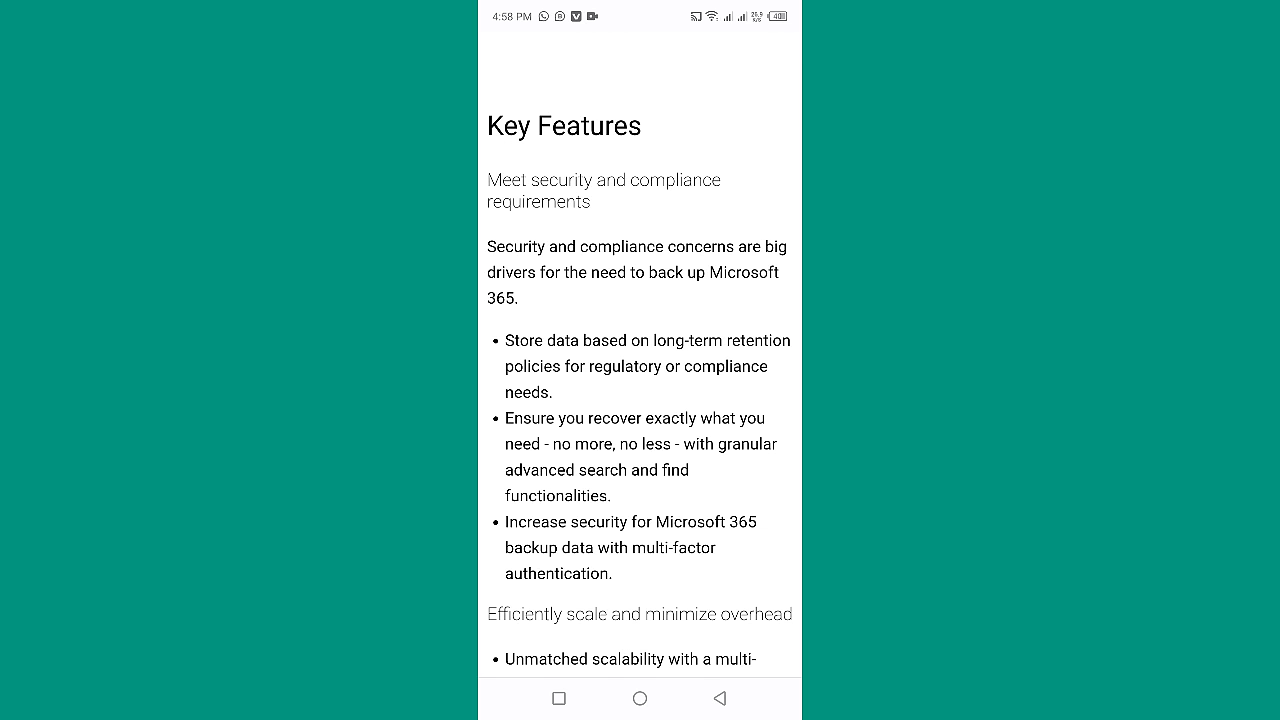 4:58 PM
Key Features
Meet security and compliance
requirements
Security and compliance concerns are big
drivers for the need to back up Microsoft
365.
• Store data based on long-term retention
policies for regulatory or compliance
needs.
• Ensure you recover exactly what you
need - no more, no less - with granular
advanced search and find
functionalities.
• Increase security for Microsoft 365
backup data with multi-factor
authentication.
Efficiently scale and minimize overhead
• Unmatched scalability with a multi-